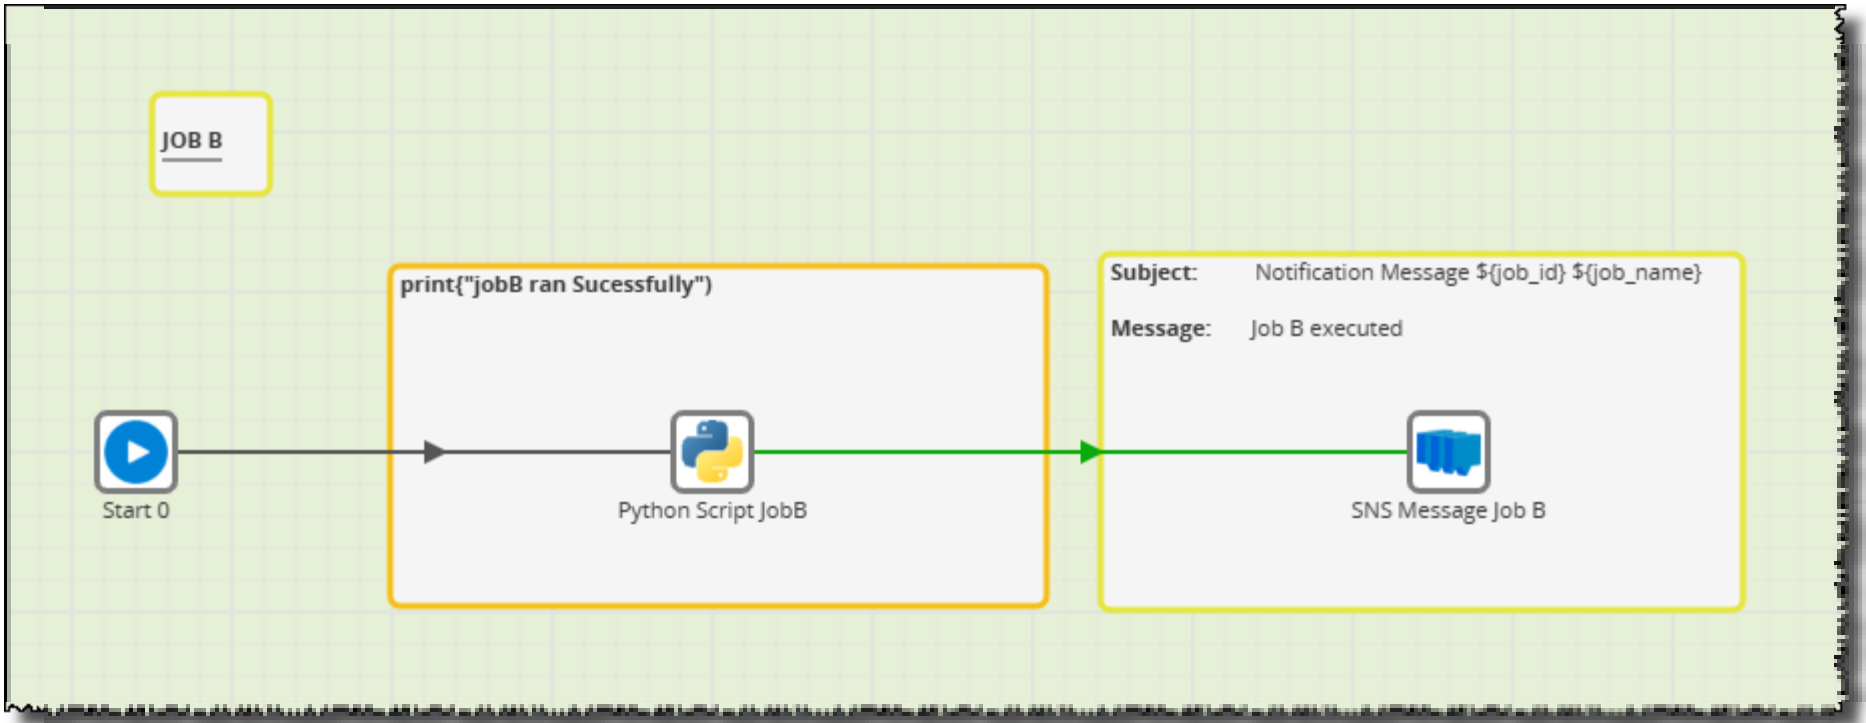 JOB B
print{"jobB ran Sucessfully")
Subject: Notification Message ${job_id} ${job_name}
Message: Job B executed
Start 0
Python Script JobB
SNS Message Job B